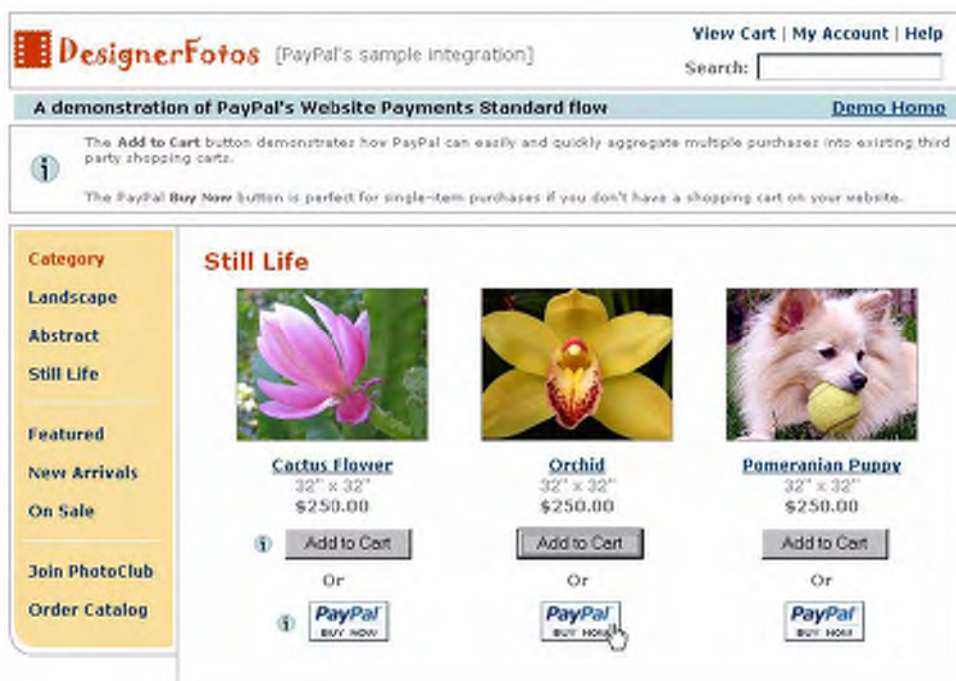 DesignerFotos [PayPal's sample integration]
View Cart | My Account | Help
Search:
A demonstration of PayPal's Website Payments Standard flow
Demo Home
The Add to Cart button demonstrates how PayPal can easily and quickly aggregate multiple purchases into existing third
party shopping carts.
The PayPal Buy Now button is perfect for single-item purchases if you don't have a shopping cart on your website.
Category
Landscape
Abstract
Still Life
Featured
New Arrivals
On Sale
Join PhotoClub
Order Catalog
Still Life
Cactus Flower
32" x 32"
$250.00
Add to Cart
Or
PayPal
BUY NOW
Orchid
32" x 32"
$250.00
Add to Cart
Or
PayPal
BUY NOW
Pomeranian Puppy
32" x 32"
$250.00
Add to Cart
Or
PayPal
BUY NOW